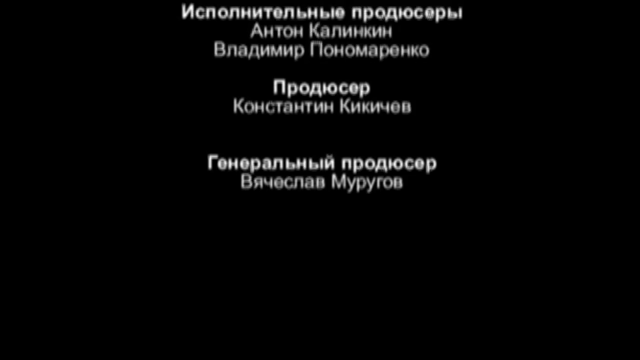 Исполнительные продюсеры
Антон Калинкин
Владимир Пономаренко
Продюсер
Константин Кикичев
Генеральный продюсер
Вячеслав Муругов